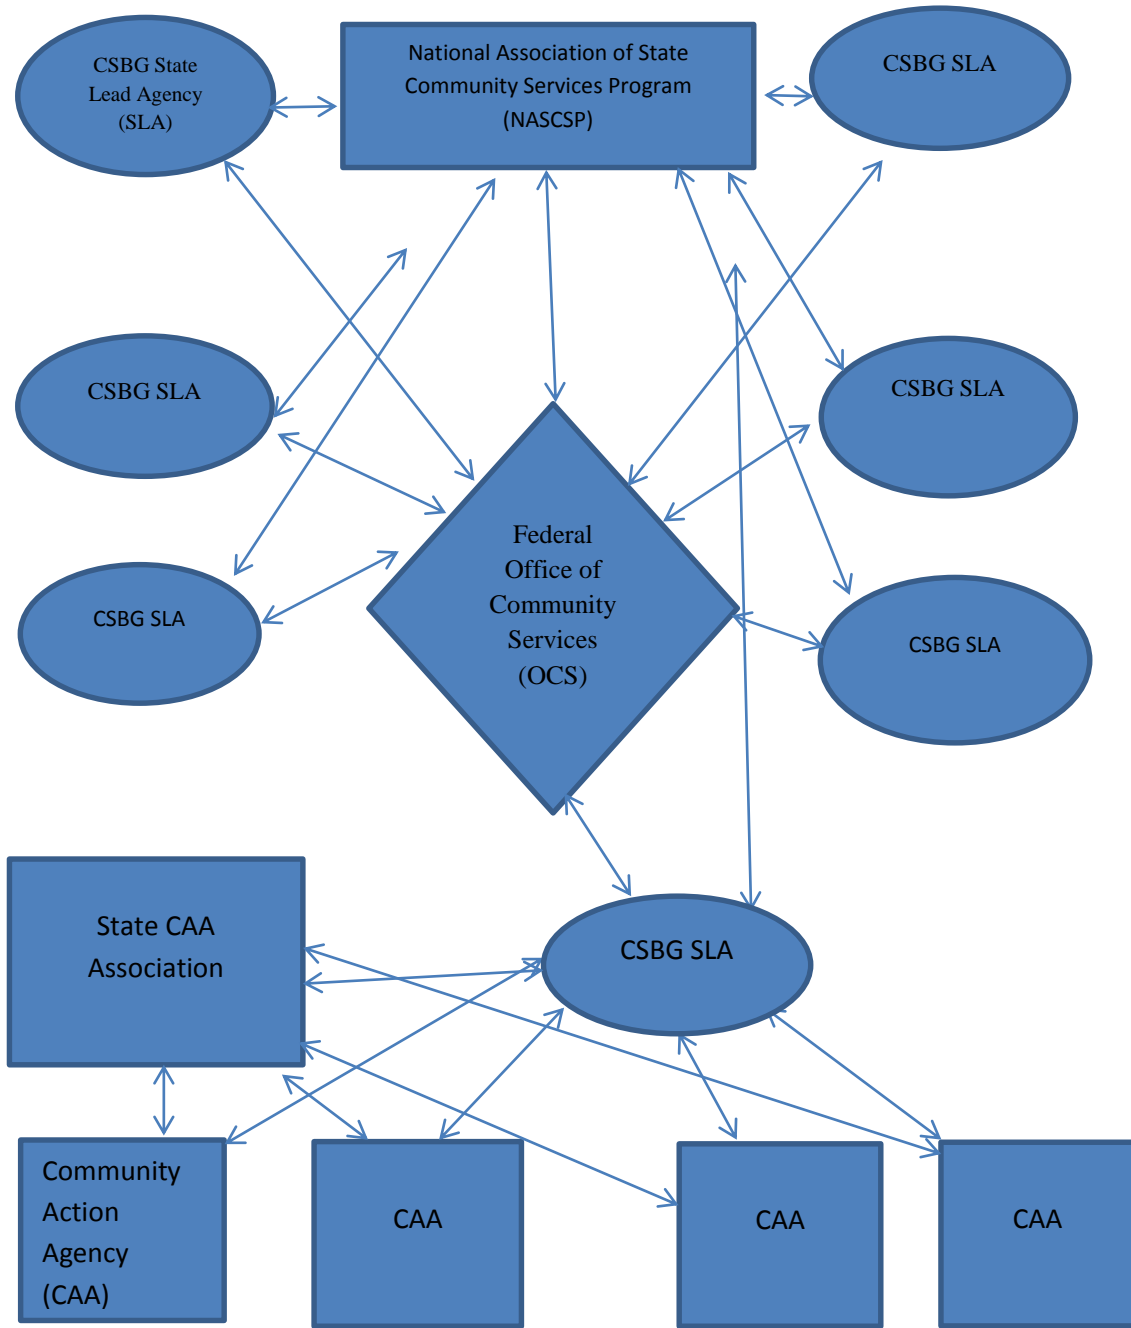 CSBG State
Lead Agency
(SLA)
National Association of State
Community Services Program
(NASCSP)
CSBG SLA
CSBG SLA
CSBG SLA
Federal
Office of
Community
Services
(OCS)
CSBG SLA
CSBG SLA
State CAA
Association
CSBG SLA
Community
Action
Agency
(CAA)
CAA
CAA
CAA